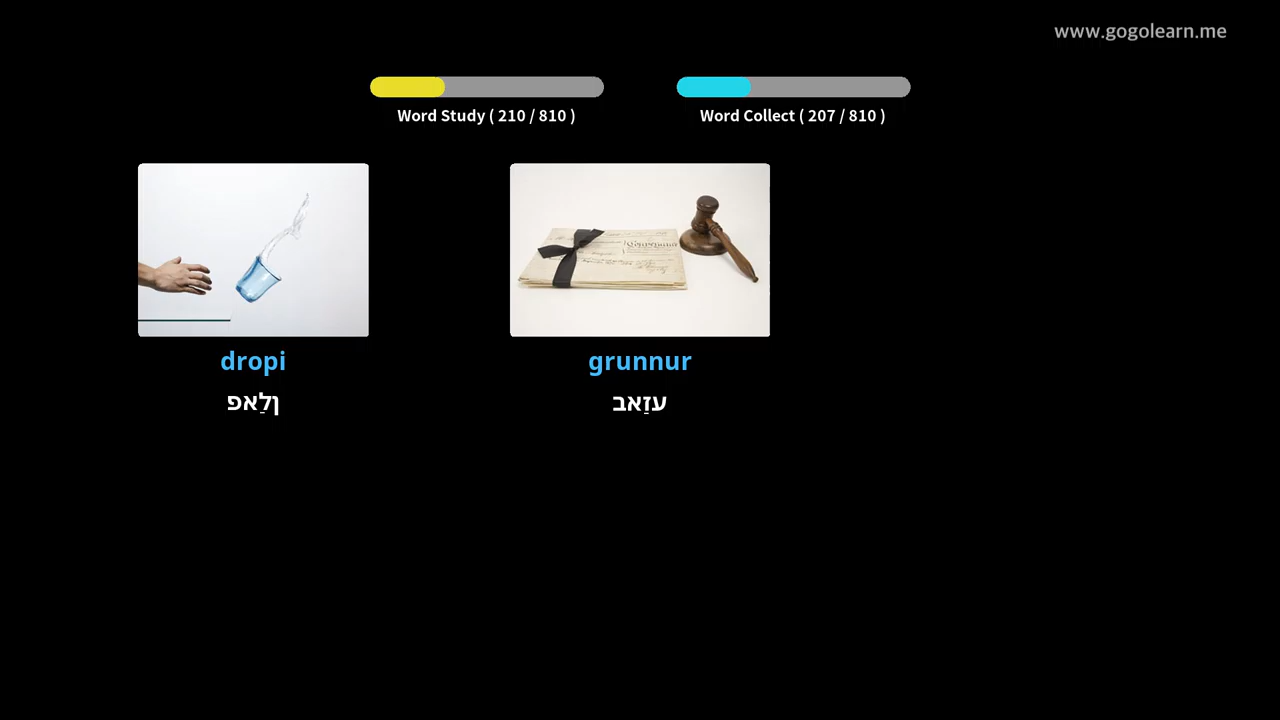 www.gogolearn.me
Word Study ( 210 / 810 )
Word Collect ( 207 / 810 )
dropi
ןלַאפ
grunnur
עזַאב